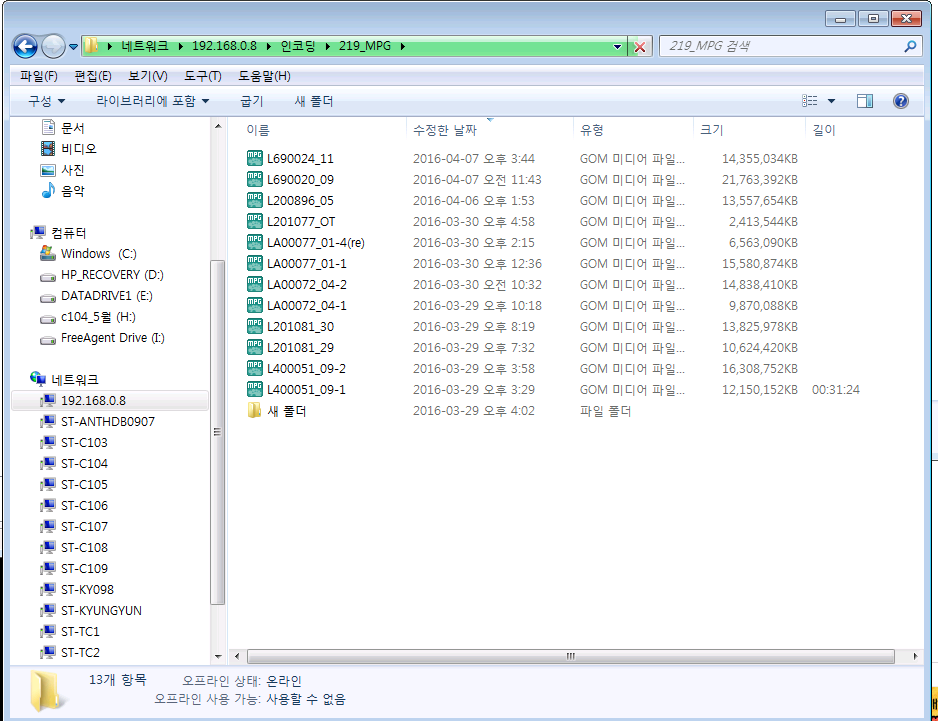 네트워크 192.168.0.8 인코딩 219_MPG 219_MPG 검색
파일(F) 편집(E) 보기(V) 도구(T) 도움말(H)
구성 라이브러리에 포함 굽기 새 폴더
문서
비디오
사진
음악
컴퓨터
Windows (C:)
HP_RECOVERY (D:)
DATADRIVE1 (E:)
c104_5월 (H:)
FreeAgent Drive (I:)
네트워크
192.168.0.8
ST-ANTHDB0907
ST-C103
ST-C104
ST-C105
ST-C106
ST-C107
ST-C108
ST-C109
ST-KY098
ST-KYUNGYUN
ST-TC1
ST-TC2
이름 수정한 날짜 유형 크기 길이
MPG L690024_11 2016-04-07 오후 3:44 GOM 미디어 파일... 14,355,034KB
MPG L690020_09 2016-04-07 오전 11:43 GOM 미디어 파일... 21,763,392KB
MPG L200896_05 2016-04-06 오후 1:53 GOM 미디어 파일... 13,557,654KB
MPG L201077_OT 2016-03-30 오후 4:58 GOM 미디어 파일... 2,413,544KB
MPG LA00077_01-4(re) 2016-03-30 오후 2:15 GOM 미디어 파일... 6,563,090KB
MPG LA00077_01-1 2016-03-30 오후 12:36 GOM 미디어 파일... 15,580,874KB
MPG LA00072_04-2 2016-03-30 오전 10:32 GOM 미디어 파일... 14,838,410KB
MPG LA00072_04-1 2016-03-29 오후 10:18 GOM 미디어 파일... 9,870,088KB
MPG L201081_30 2016-03-29 오후 8:19 GOM 미디어 파일... 13,825,978KB
MPG L201081_29 2016-03-29 오후 7:32 GOM 미디어 파일... 10,624,420KB
MPG L400051_09-2 2016-03-29 오후 3:58 GOM 미디어 파일... 16,308,752KB
MPG L400051_09-1 2016-03-29 오후 3:29 GOM 미디어 파일... 12,150,152KB 00:31:24
새 폴더 2016-03-29 오후 4:02 파일 폴더
13개 항목 오프라인 상태: 온라인
오프라인 사용 가능: 사용할 수 없음